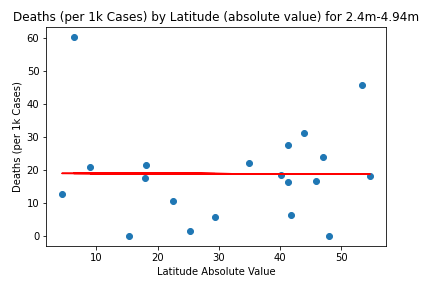 Deaths (per 1k Cases) by Latitude (absolute value) for 2.4m-4.94m
Deaths (per 1k Cases)
60
50
40
30
20
10
0
10 20 30 40 50
Latitude Absolute Value